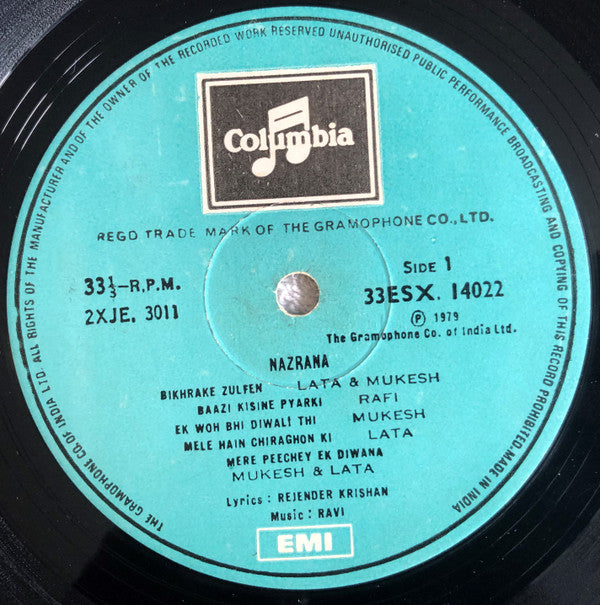 ALL RIGHTS OF THE MANUFACTURER AND OF THE OWNER OF THE RECORDED WORK RESERVED UNAUTHORISED PUBLIC PERFORMANCE BROADCASTING AND COPYING OF THIS RECORD PROHIBITED. MADE IN INDIA
THE GRAMOPHONE CO. OF INDIA LTD.
Columbia
REGD TRADE MARK OF THE GRAMOPHONE CO., LTD.
33⅓-R.P.M.
2XJE. 3011
SIDE 1
33ESX. 14022
Ⓟ 1979
The Gramophone Co. of India Ltd.
NAZRANA
BIKHRAKE ZULFEN LATA & MUKESH
BAAZI KISINE PYARKI RAFI
EK WOH BHI DIWALI THI MUKESH
MELE HAIN CHIRAGHON KI LATA
MERE PEECHEY EK DIWANA
MUKESH & LATA
Lyrics : REJENDER KRISHAN
Music : RAVI
EMI